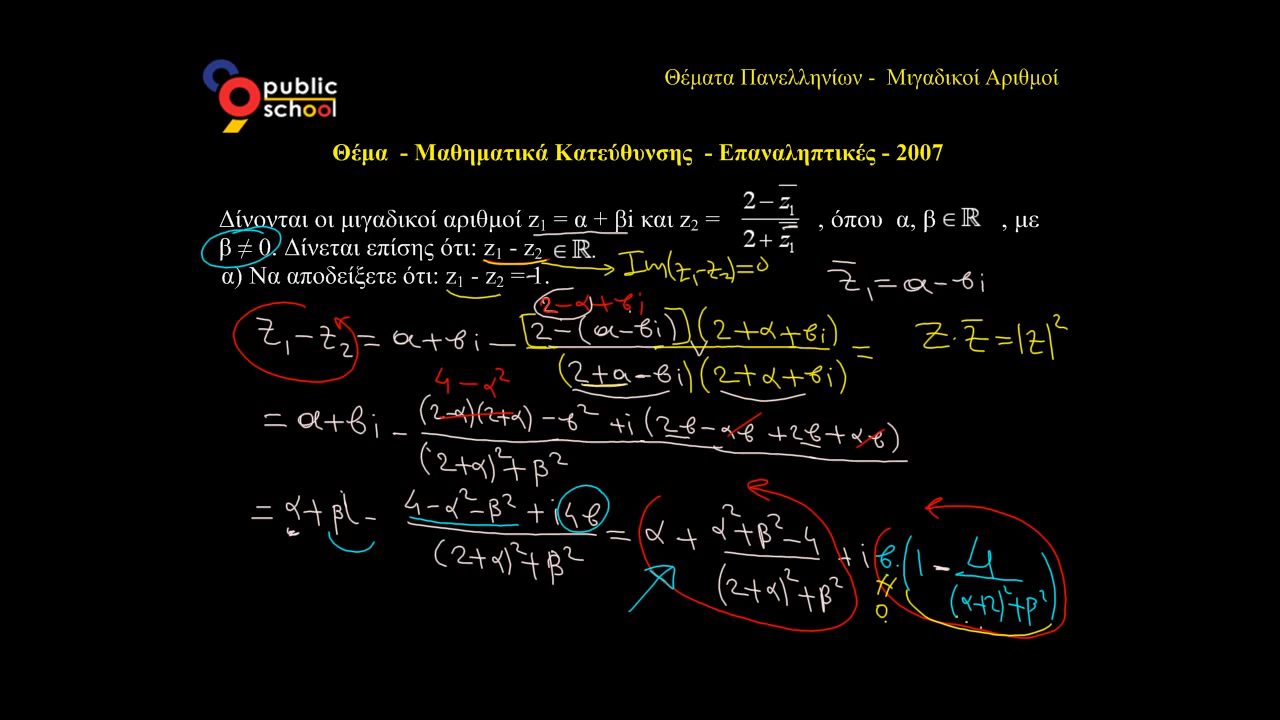 9 public school
Θέματα Πανελληνίων - Μιγαδικοί Αριθμοί
Θέμα - Μαθηματικά Κατεύθυνσης - Επαναληπτικές - 2007
Δίνονται οι μιγαδικοί αριθμοί z₁ = α + βi και z₂ = (2 - z̄₁)/(2 + z̄₁) , όπου α, β ∈ ℝ , με
β ≠ 0. Δίνεται επίσης ότι: z₁ - z₂ ∈ ℝ.
Im(z₁-z₂)=0
α) Να αποδείξετε ότι: z₁ - z₂ =-1.
z̄₁ = α - βi
2-α+βi
z₁ - z₂ = α+βi - [2-(α-βi)](2+α+βi) / (2+α-βi)(2+α+βi) =
z·z̄ = |z|²
4-α²
= α+βi - ((2-α)(2+α) - β² + i(2β - αβ + 2β + αβ)) / ((2+α)²+β²)
= α+βi - (4-α²-β²+i4β) / ((2+α)²+β²) = α + (α²+β²-4) / ((2+α)²+β²) + iβ·(1 - 4/((α+2)²+β²))
≠
0